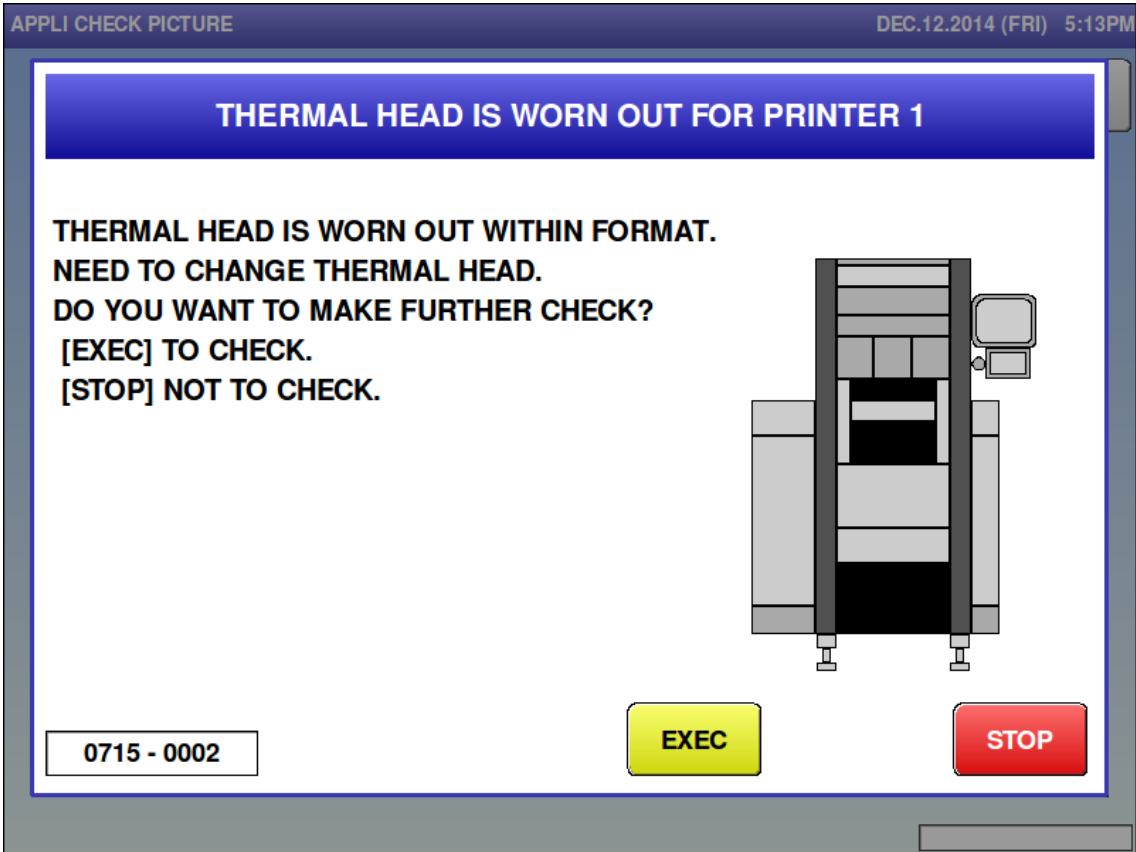 APPLI CHECK PICTURE DEC.12.2014 (FRI) 5:13PM
THERMAL HEAD IS WORN OUT FOR PRINTER 1
THERMAL HEAD IS WORN OUT WITHIN FORMAT.
NEED TO CHANGE THERMAL HEAD.
DO YOU WANT TO MAKE FURTHER CHECK?
[EXEC] TO CHECK.
[STOP] NOT TO CHECK.
EXEC STOP
0715 - 0002